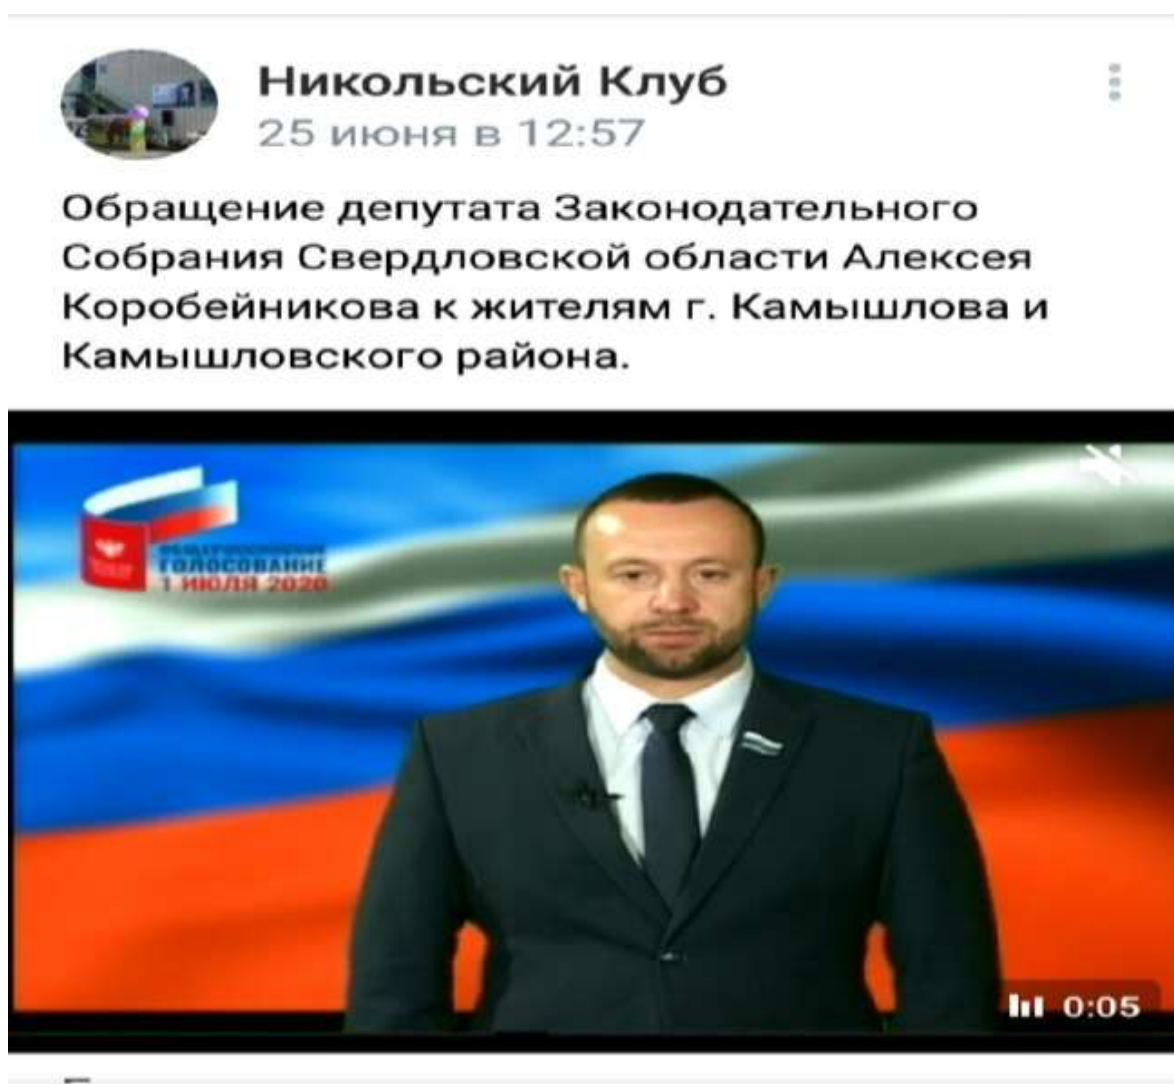 Никольский Клуб
25 июня в 12:57
Обращение депутата Законодательного
Собрания Свердловской области Алексея
Коробейникова к жителям г. Камышлова и
Камышловского района.
ОБЩЕРОССИЙСКОЕ
ГОЛОСОВАНИЕ
1 ИЮЛЯ 2020
0:05